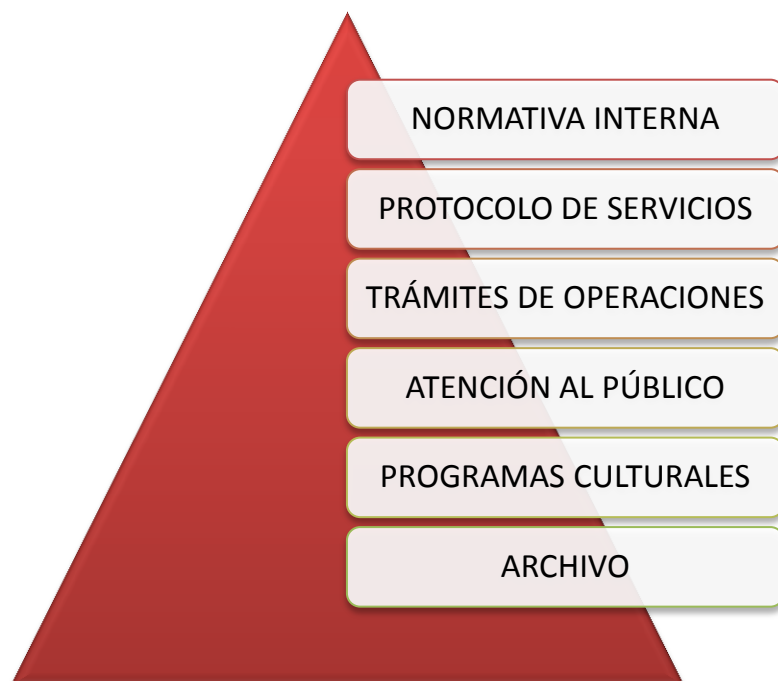 NORMATIVA INTERNA
PROTOCOLO DE SERVICIOS
TRÁMITES DE OPERACIONES
ATENCIÓN AL PÚBLICO
PROGRAMAS CULTURALES
ARCHIVO